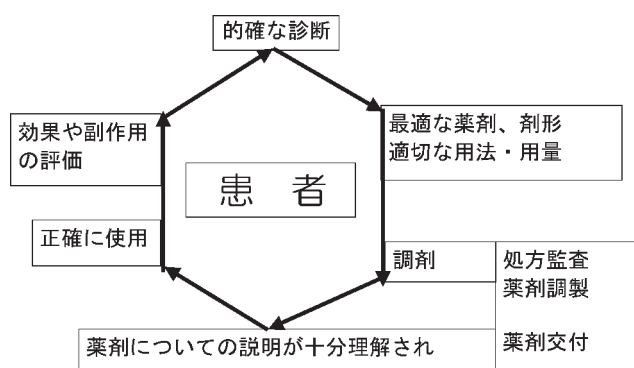 的確な診断
効果や副作用
の評価
最適な薬剤、剤形
適切な用法・用量
患者
正確に使用
調剤
処方監査
薬剤調製
薬剤交付
薬剤についての説明が十分理解され